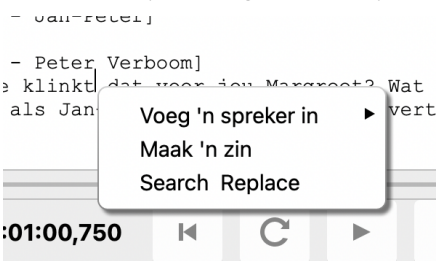 - Jan-Peter]
- Peter Verboom]
e klinkt dat voor jou Margreet? Wat
als Jan
vert
Voeg 'n spreker in
Maak 'n zin
Search Replace
:01:00,750